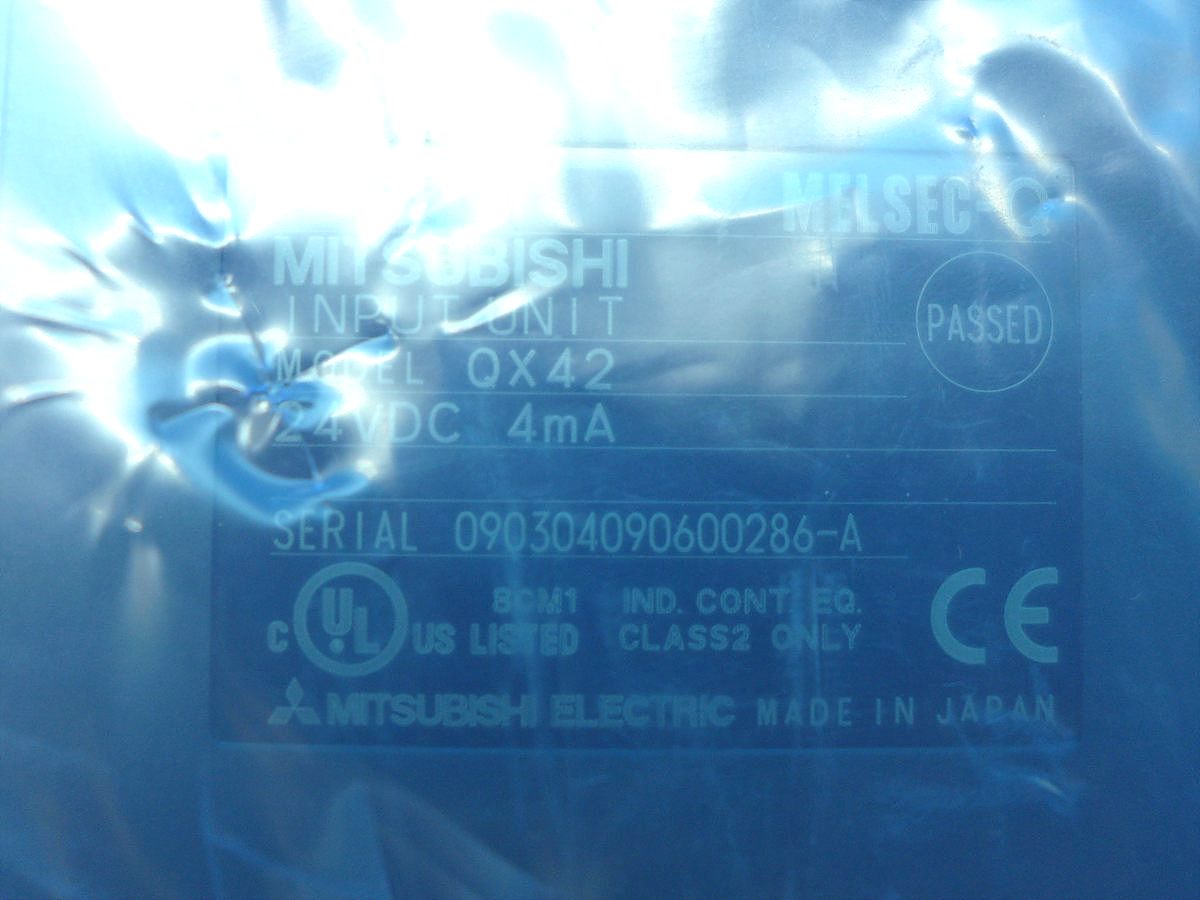 MELSEC-Q
MITSUBISHI
INPUT UNIT
PASSED
MODEL QX42
24VDC 4mA
SERIAL 090304090600286-A
C UL US LISTED 8CM1 IND. CONT. EQ.
CLASS2 ONLY
CE
MITSUBISHI ELECTRIC MADE IN JAPAN